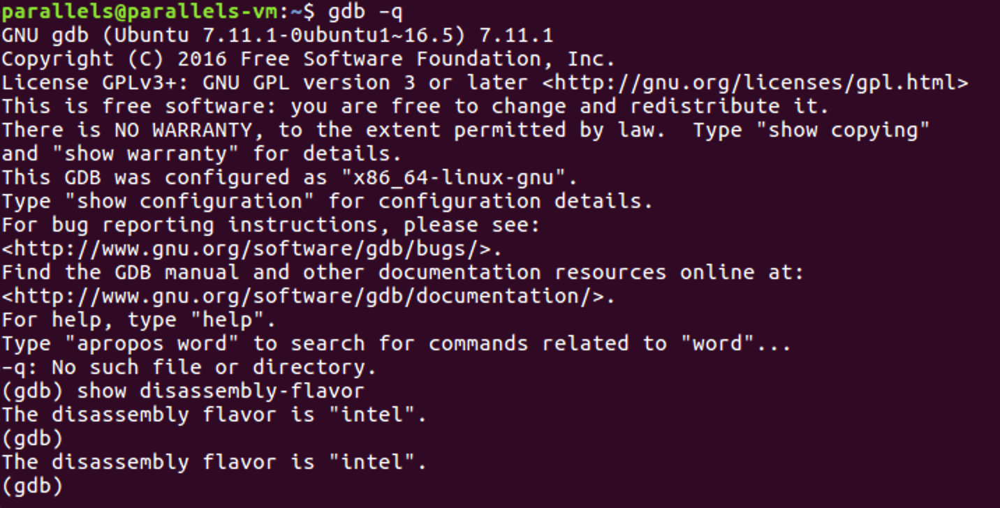 parallels@parallels-vm:~$ gdb –q
GNU gdb (Ubuntu 7.11.1-0ubuntu1~16.5) 7.11.1
Copyright (C) 2016 Free Software Foundation, Inc.
License GPLv3+: GNU GPL version 3 or later <http://gnu.org/licenses/gpl.html>
This is free software: you are free to change and redistribute it.
There is NO WARRANTY, to the extent permitted by law.  Type "show copying"
and "show warranty" for details.
This GDB was configured as "x86_64-linux-gnu".
Type "show configuration" for configuration details.
For bug reporting instructions, please see:
<http://www.gnu.org/software/gdb/bugs/>.
Find the GDB manual and other documentation resources online at:
<http://www.gnu.org/software/gdb/documentation/>.
For help, type "help".
Type "apropos word" to search for commands related to "word"...
–q: No such file or directory.
(gdb) show disassembly-flavor
The disassembly flavor is "intel".
(gdb)
The disassembly flavor is "intel".
(gdb)